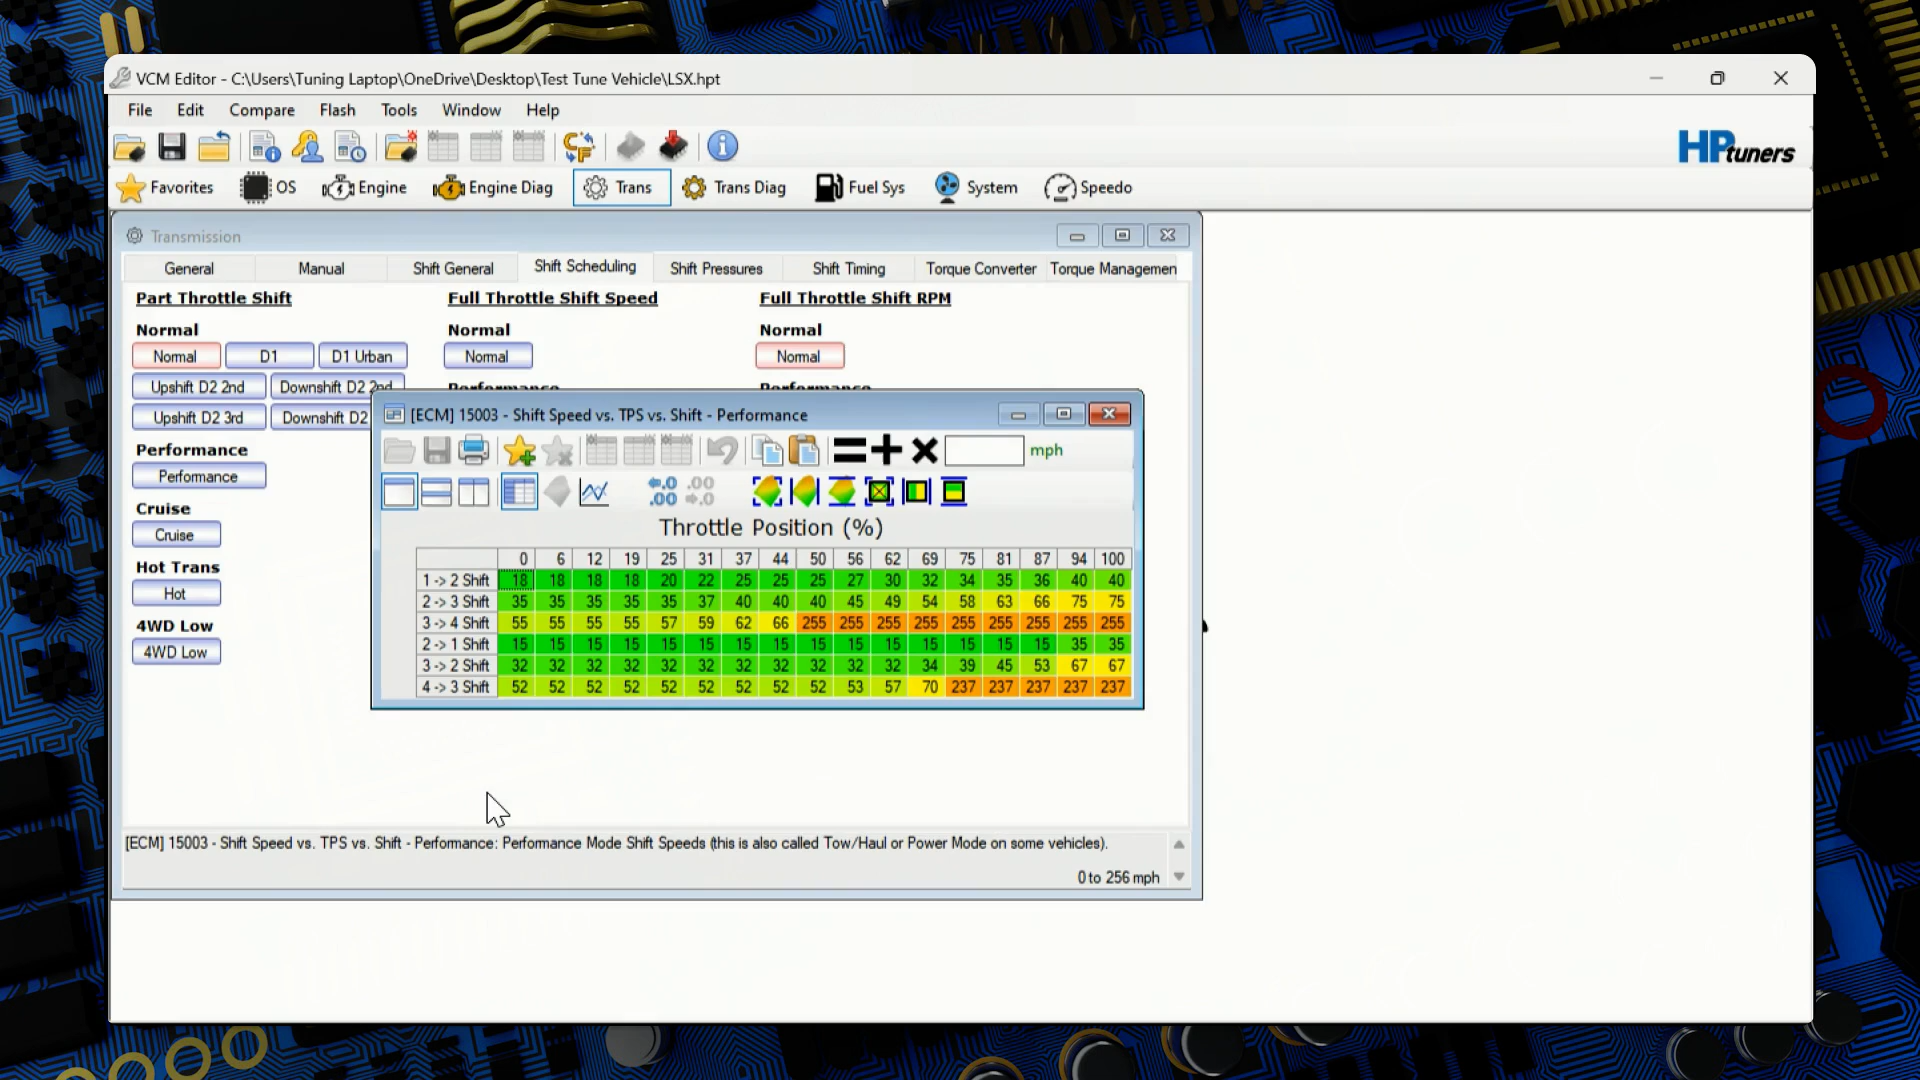 VCM Editor - C:\Users\Tuning Laptop\OneDrive\Desktop\Test Tune Vehicle\LSX.hpt
File Edit Compare Flash Tools Window Help
HPtuners
Favorites OS Engine Engine Diag Trans Trans Diag Fuel Sys System Speedo
Transmission
General Manual Shift General Shift Scheduling Shift Pressures Shift Timing Torque Converter Torque Managemen
Part Throttle Shift Full Throttle Shift Speed Full Throttle Shift RPM
Normal Normal Normal
Normal D1 D1 Urban Normal Normal
Upshift D2 2nd Downshift D2 2nd Performance Performance
Upshift D2 3rd Downshift D2
Performance
Performance
Cruise
Cruise
Hot Trans
Hot
4WD Low
4WD Low
[ECM] 15003 - Shift Speed vs. TPS vs. Shift - Performance
mph
Throttle Position (%)
0 6 12 19 25 31 37 44 50 56 62 69 75 81 87 94 100
1 -> 2 Shift 18 18 18 18 20 22 25 25 25 27 30 32 34 35 36 40 40
2 -> 3 Shift 35 35 35 35 35 37 40 40 40 45 49 54 58 63 66 75 75
3 -> 4 Shift 55 55 55 55 57 59 62 66 255 255 255 255 255 255 255 255 255
2 -> 1 Shift 15 15 15 15 15 15 15 15 15 15 15 15 15 15 15 35 35
3 -> 2 Shift 32 32 32 32 32 32 32 32 32 32 32 34 39 45 53 67 67
4 -> 3 Shift 52 52 52 52 52 52 52 52 52 53 57 70 237 237 237 237 237
[ECM] 15003 - Shift Speed vs. TPS vs. Shift - Performance: Performance Mode Shift Speeds (this is also called Tow/Haul or Power Mode on some vehicles).
0 to 256 mph